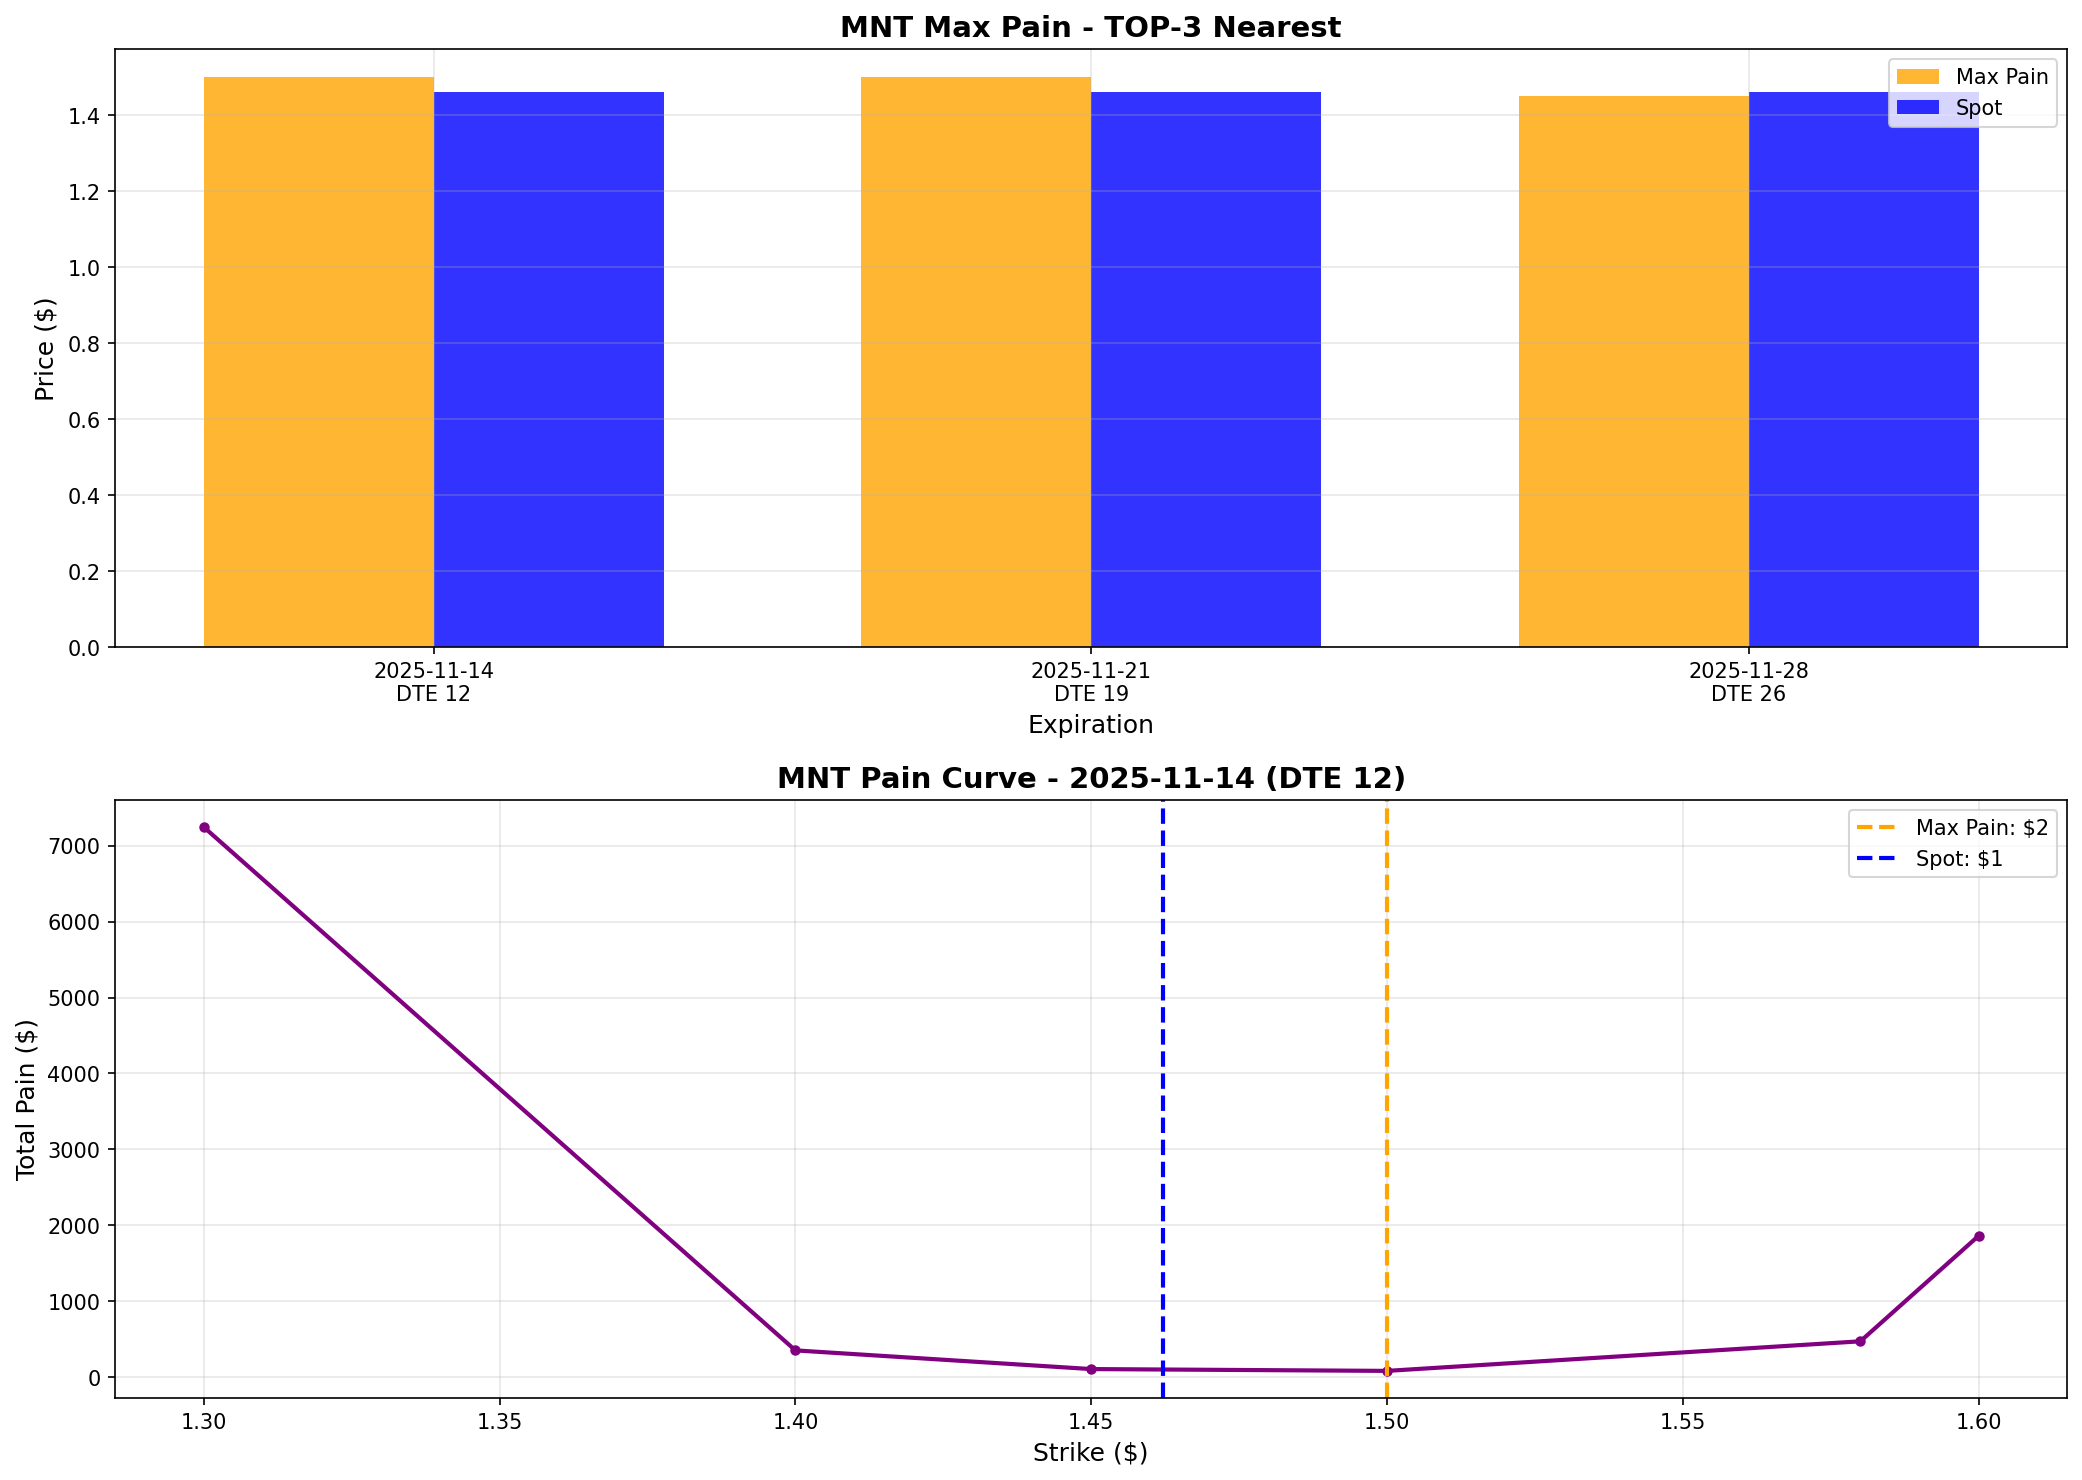 MNT Max Pain - TOP-3 Nearest
Max Pain
Spot
Price ($)
1.4
1.2
1.0
0.8
0.6
0.4
0.2
0.0
2025-11-14
DTE 12
2025-11-21
DTE 19
2025-11-28
DTE 26
Expiration
MNT Pain Curve - 2025-11-14 (DTE 12)
Max Pain: $2
Spot: $1
Total Pain ($)
7000
6000
5000
4000
3000
2000
1000
0
1.30
1.35
1.40
1.45
1.50
1.55
1.60
Strike ($)